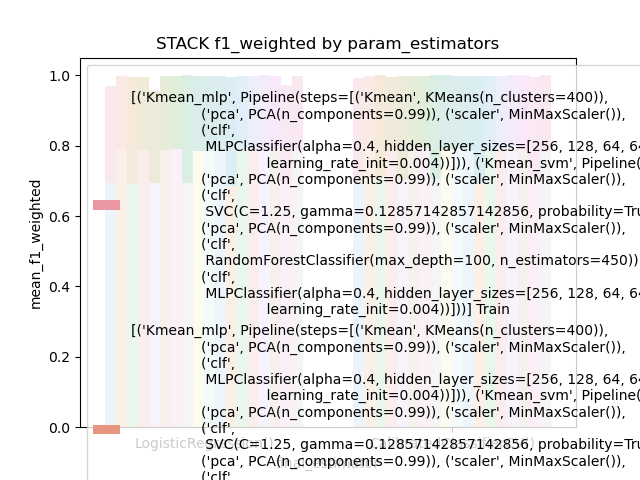 STACK f1_weighted by param_estimators
1.0
0.8
0.6
0.4
0.2
0.0
mean_f1_weighted
[('Kmean_mlp', Pipeline(steps=[('Kmean', KMeans(n_clusters=400)),
('pca', PCA(n_components=0.99)), ('scaler', MinMaxScaler()),
('clf',
MLPClassifier(alpha=0.4, hidden_layer_sizes=[256, 128, 64, 64
learning_rate_init=0.004))])), ('Kmean_svm', Pipeline(
('pca', PCA(n_components=0.99)), ('scaler', MinMaxScaler()),
('clf',
SVC(C=1.25, gamma=0.12857142857142856, probability=Tru
('pca', PCA(n_components=0.99)), ('scaler', MinMaxScaler()),
('clf',
RandomForestClassifier(max_depth=100, n_estimators=450))
('clf',
MLPClassifier(alpha=0.4, hidden_layer_sizes=[256, 128, 64, 64
learning_rate_init=0.004))]))] Train
[('Kmean_mlp', Pipeline(steps=[('Kmean', KMeans(n_clusters=400)),
('pca', PCA(n_components=0.99)), ('scaler', MinMaxScaler()),
('clf',
MLPClassifier(alpha=0.4, hidden_layer_sizes=[256, 128, 64, 64
learning_rate_init=0.004))])), ('Kmean_svm', Pipeline(
('pca', PCA(n_components=0.99)), ('scaler', MinMaxScaler()),
('clf',
SVC(C=1.25, gamma=0.12857142857142856, probability=Tru
('pca', PCA(n_components=0.99)), ('scaler', MinMaxScaler()),
('clf',